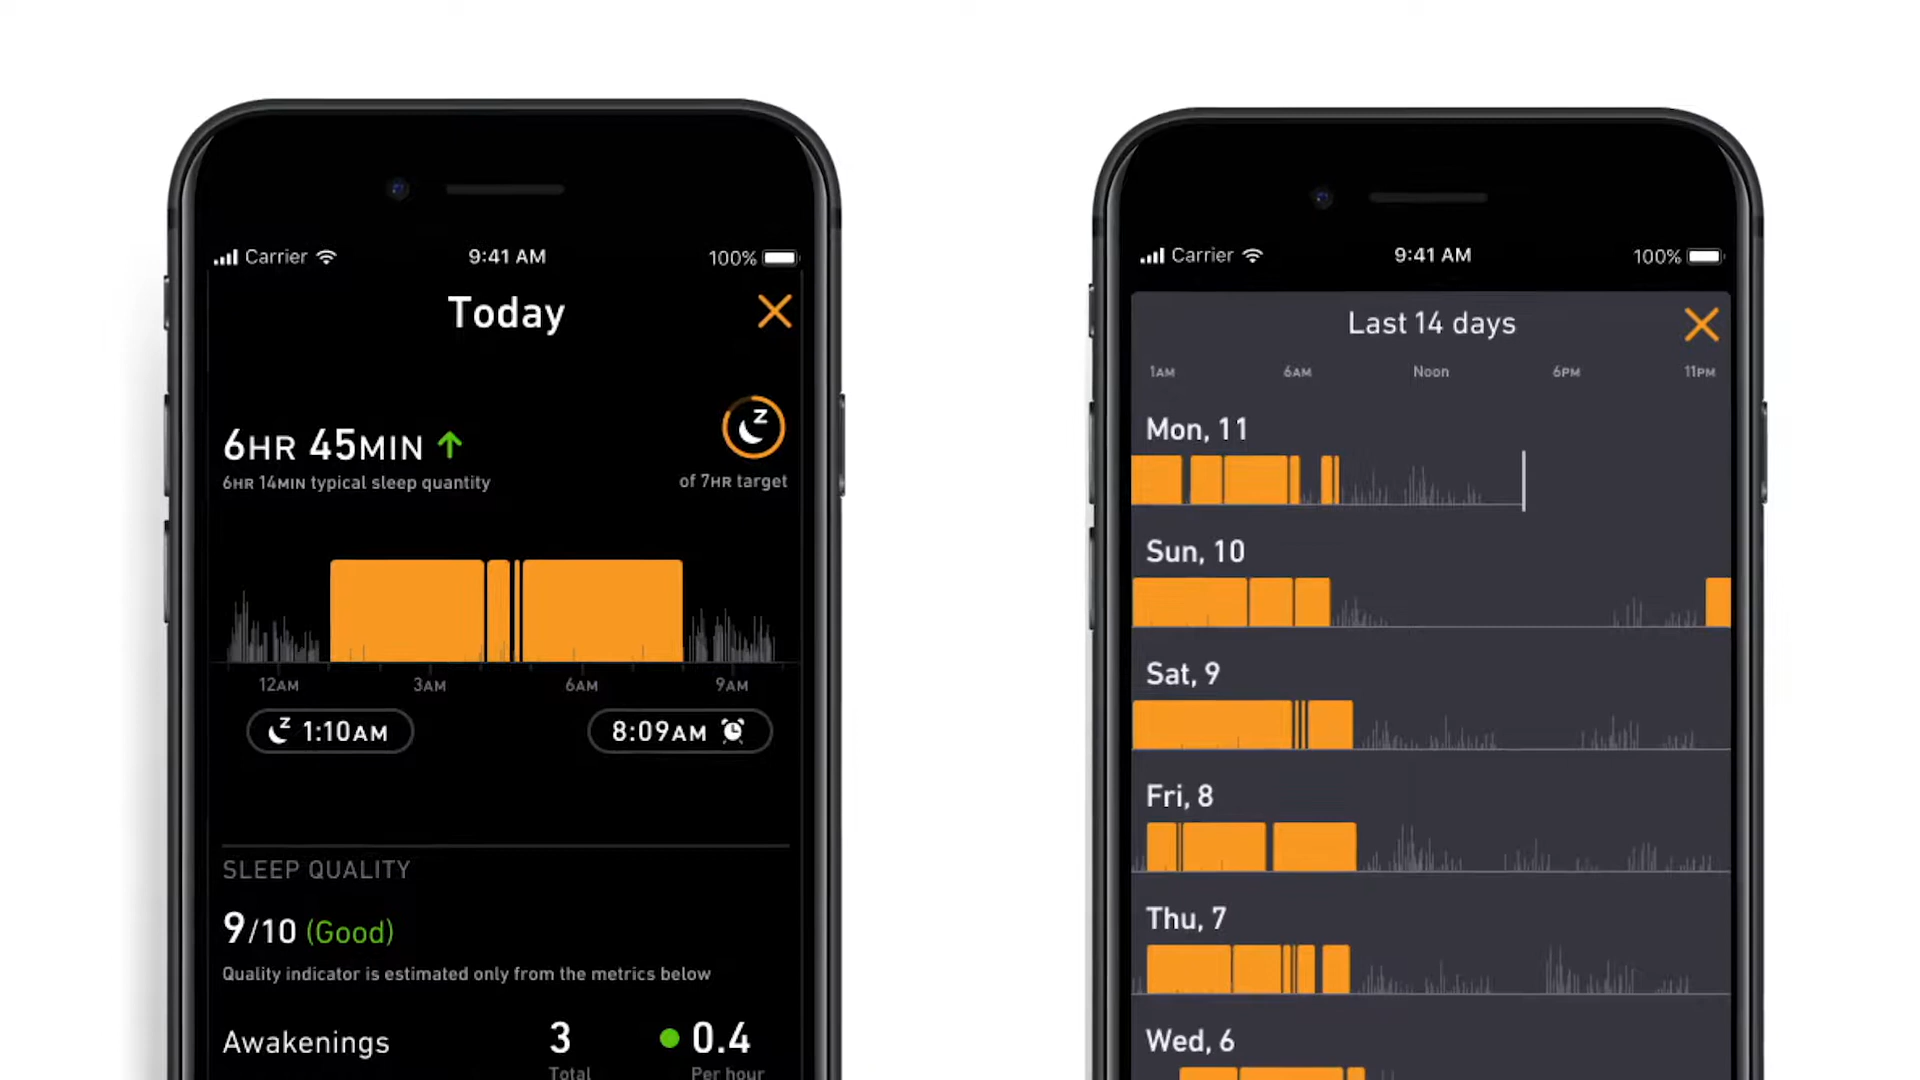 Carrier 9:41 AM 100%
Today
6HR 45MIN
6HR 14MIN typical sleep quantity
of 7HR target
12AM 3AM 6AM 9AM
z 1:10AM 8:09AM
SLEEP QUALITY
9/10 (Good)
Quality indicator is estimated only from the metrics below
Awakenings 3 0.4
Total Per hour
Carrier 9:41 AM 100%
Last 14 days
1AM 6AM Noon 6PM 11PM
Mon, 11
Sun, 10
Sat, 9
Fri, 8
Thu, 7
Wed, 6